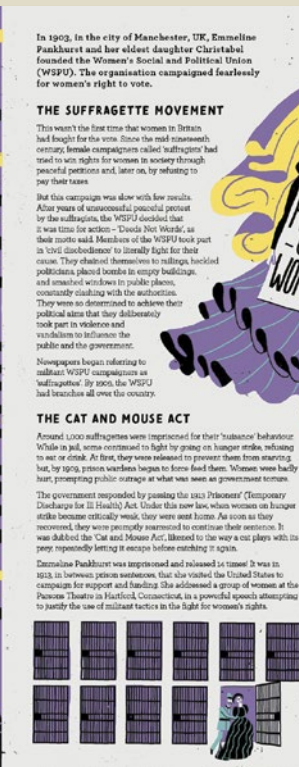 In 1903, in the city of Manchester, UK, Emmeline
Pankhurst and her eldest daughter Christabel
founded the Women's Social and Political Union
(WSPU). The organisation campaigned fearlessly
for women's right to vote.
THE SUFFRAGETTE MOVEMENT
This wasn't the first time that women in Britain
had fought for the vote. Since the mid-nineteenth
century, female campaigners called 'suffragists' had
tried to win rights for women in society through
peaceful petitions and, later on, by refusing to
pay their taxes.
But this campaign was slow with few results.
After years of unsuccessful peaceful protest
by the suffragists, the WSPU decided that
it was time for action – 'Deeds Not Words', as
their motto said. Members of the WSPU took part
in 'civil disobedience' to literally fight for their
cause. They chained themselves to railings, heckled
politicians, placed bombs in empty buildings,
and smashed windows in public places,
constantly clashing with the authorities.
They were so determined to achieve their
political aims that they deliberately
took part in violence and
vandalism to influence the
public and the government.
Newspapers began referring to
militant WSPU campaigners as
'suffragettes'. By 1909, the WSPU
had branches all over the country.
THE CAT AND MOUSE ACT
Around 1,000 suffragettes were imprisoned for their 'nuisance' behaviour.
While in jail, some continued to fight by going on hunger strike, refusing
to eat or drink. At first, they were released to prevent them from starving,
but, by 1909, prison wardens began to force feed them. Women were badly
hurt, prompting public outrage at what was seen as government torture.
The government responded by passing the 1913 Prisoners' (Temporary
Discharge for Ill Health) Act. Under this new law, when women on hunger
strike became critically weak, they were sent home. As soon as they
recovered, they were promptly rearrested to continue their sentence. It
was dubbed the 'Cat and Mouse Act', likened to the way a cat plays with its
prey, repeatedly letting it escape before catching it again.
Emmeline Pankhurst was imprisoned and released 14 times! It was in
1913, in between prison sentences, that she visited the United States to
campaign for support and funding. She addressed a group of women at the
Parsons Theatre in Hartford, Connecticut, in a powerful speech attempting
to justify the use of militant tactics in the fight for women's rights.